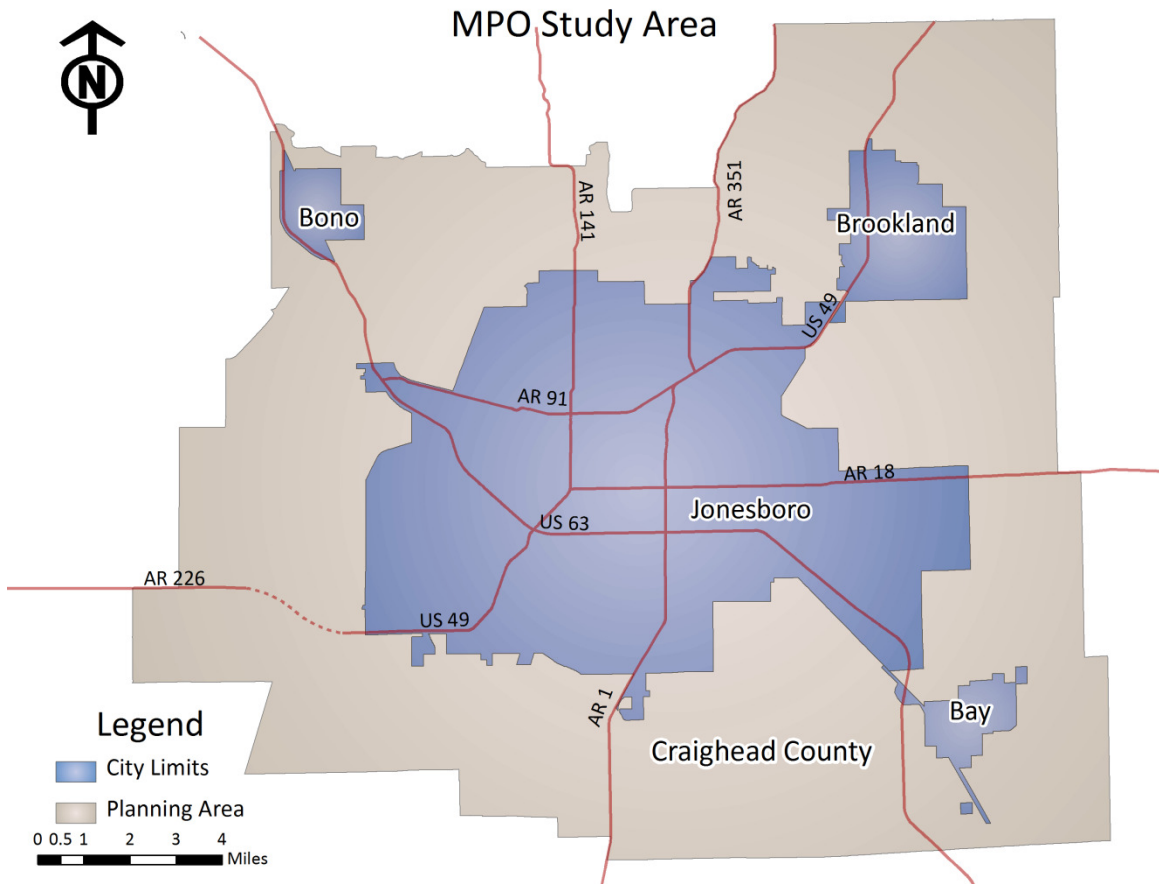 MPO Study Area
N
AR 141
AR 351
Bono
Brookland
US 49
AR 91
AR 18
Jonesboro
US 63
AR 226
US 49
AR 1
Bay
Craighead County
Legend
City Limits
Planning Area
0 0.5 1 2 3 4
Miles